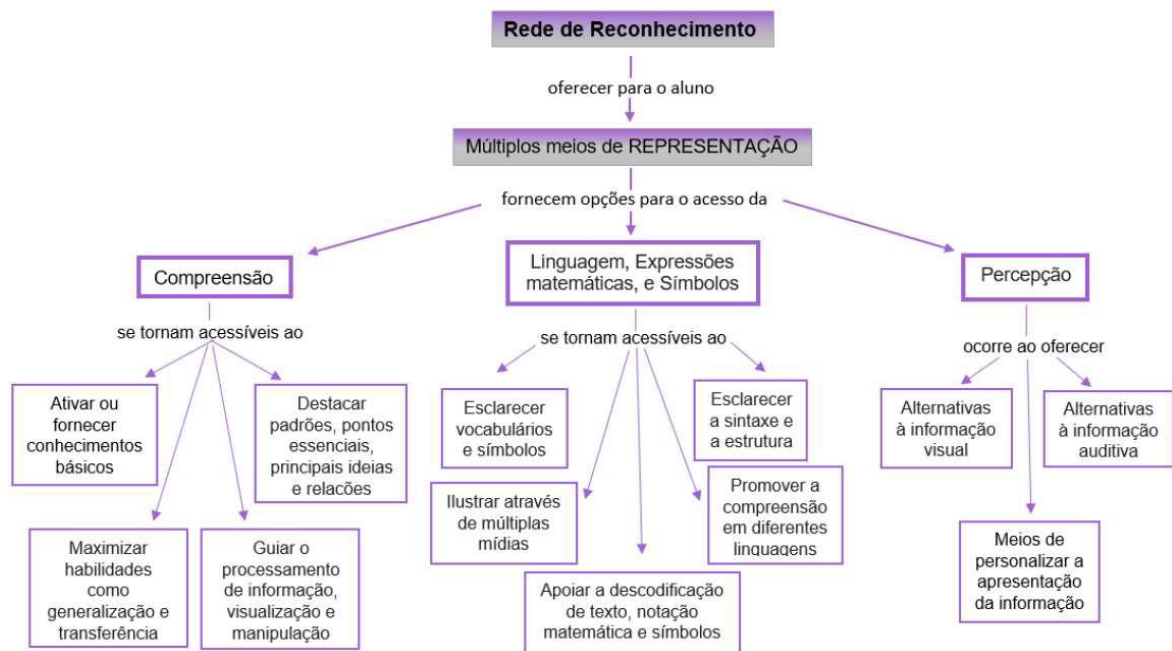 Rede de Reconhecimento
oferecer para o aluno
Múltiplos meios de REPRESENTAÇÃO
fornecem opções para o acesso da
Compreensão
se tornam acessíveis ao
Ativar ou
fornecer
conhecimentos
básicos
Destacar
padrões, pontos
essenciais,
principais ideias
e relacões
Maximizar
habilidades
como
generalização e
transferência
Guiar o
processamento
de informação,
visualização e
manipulação
Linguagem, Expressões
matemáticas, e Símbolos
se tornam acessíveis ao
Esclarecer
vocabulários
e símbolos
Esclarecer
a sintaxe e a
estrutura
Ilustrar através
de múltiplas
mídias
Promover a
compreensão
em diferentes
linguagens
Apoiar a descodificação
de texto, notação
matemática e símbolos
Percepção
ocorre ao oferecer
Alternativas
à informação
visual
Alternativas
à informação
auditiva
Meios de
personalizar a
apresentação
da informação